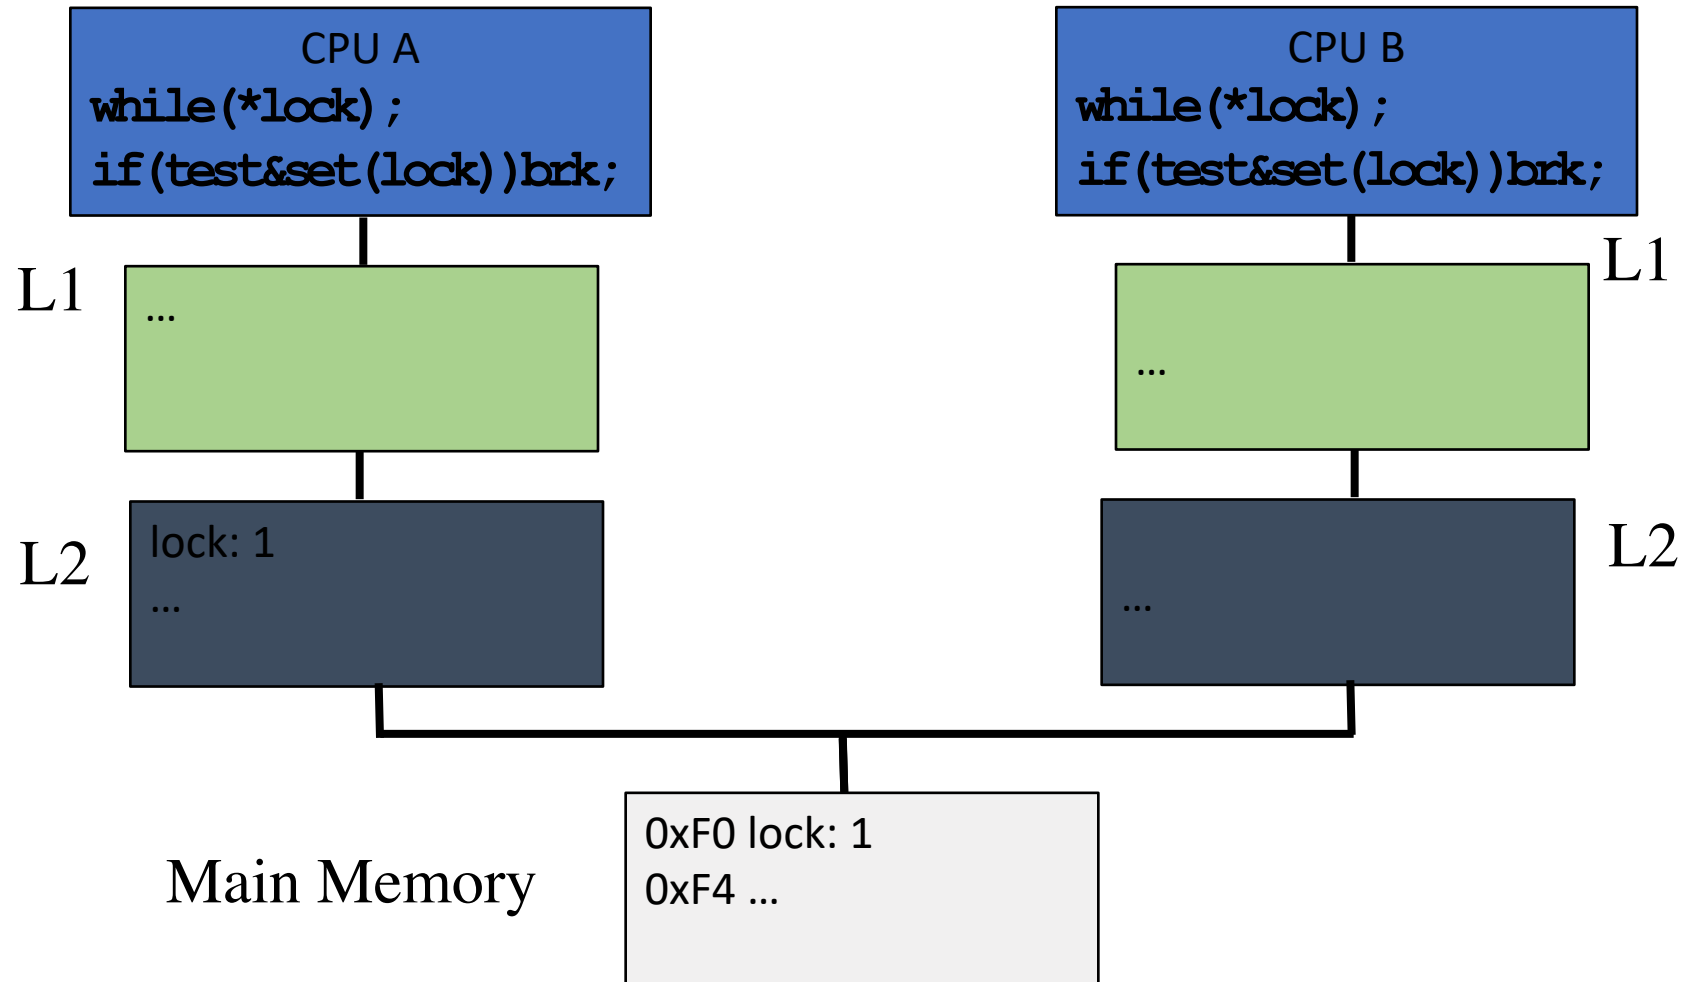 CPU A
while(*lock);
if(test&set(lock))brk;
CPU B
while(*lock);
if(test&set(lock))brk;
L1
…
L1
…
L2
lock: 1
…
L2
…
Main Memory
0xF0 lock: 1
0xF4 …